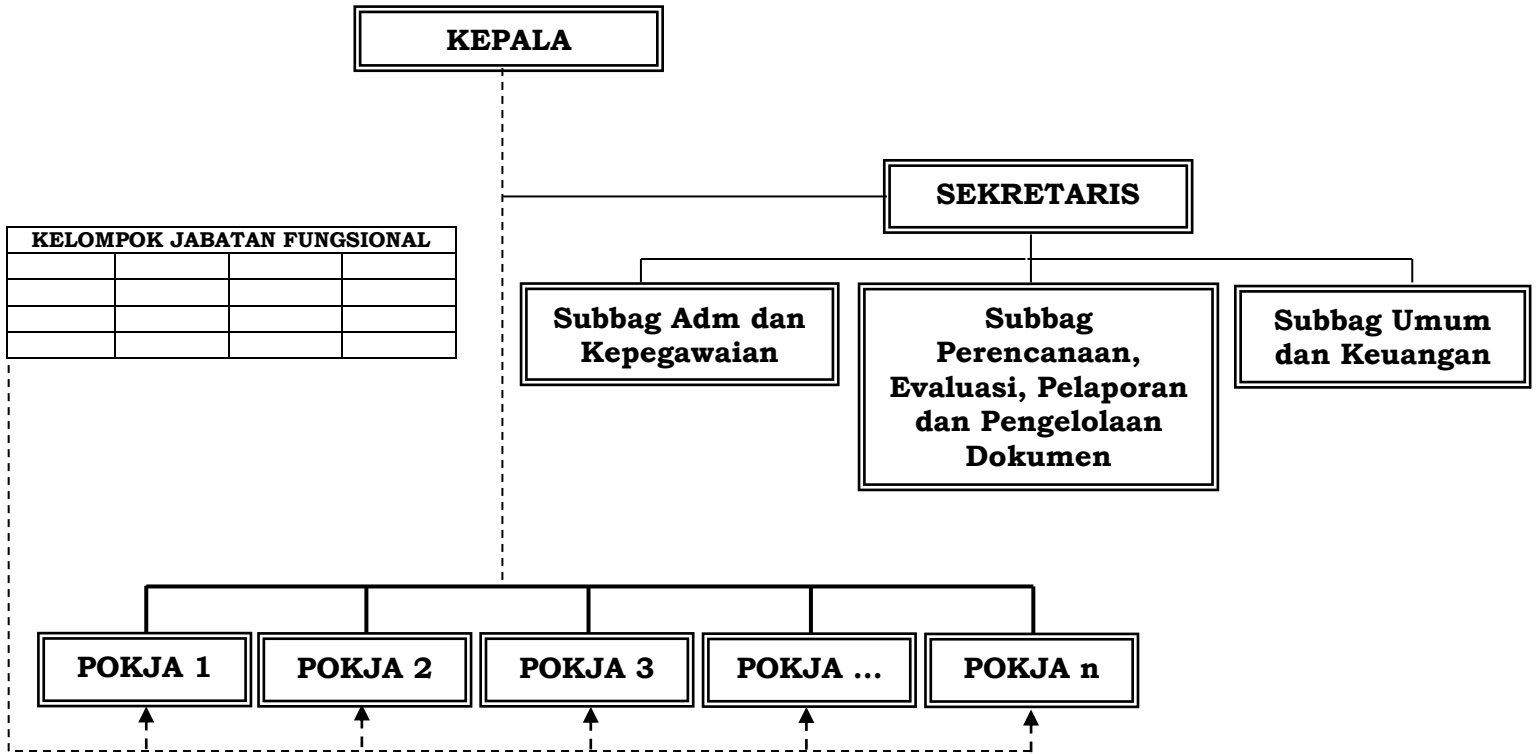 KEPALA
SEKRETARIS
KELOMPOK JABATAN FUNGSIONAL
Subbag Adm dan
Kepegawaian
Subbag
Perencanaan,
Evaluasi, Pelaporan
dan Pengelolaan
Dokumen
Subbag Umum
dan Keuangan
POKJA 1
POKJA 2
POKJA 3
POKJA ...
POKJA n